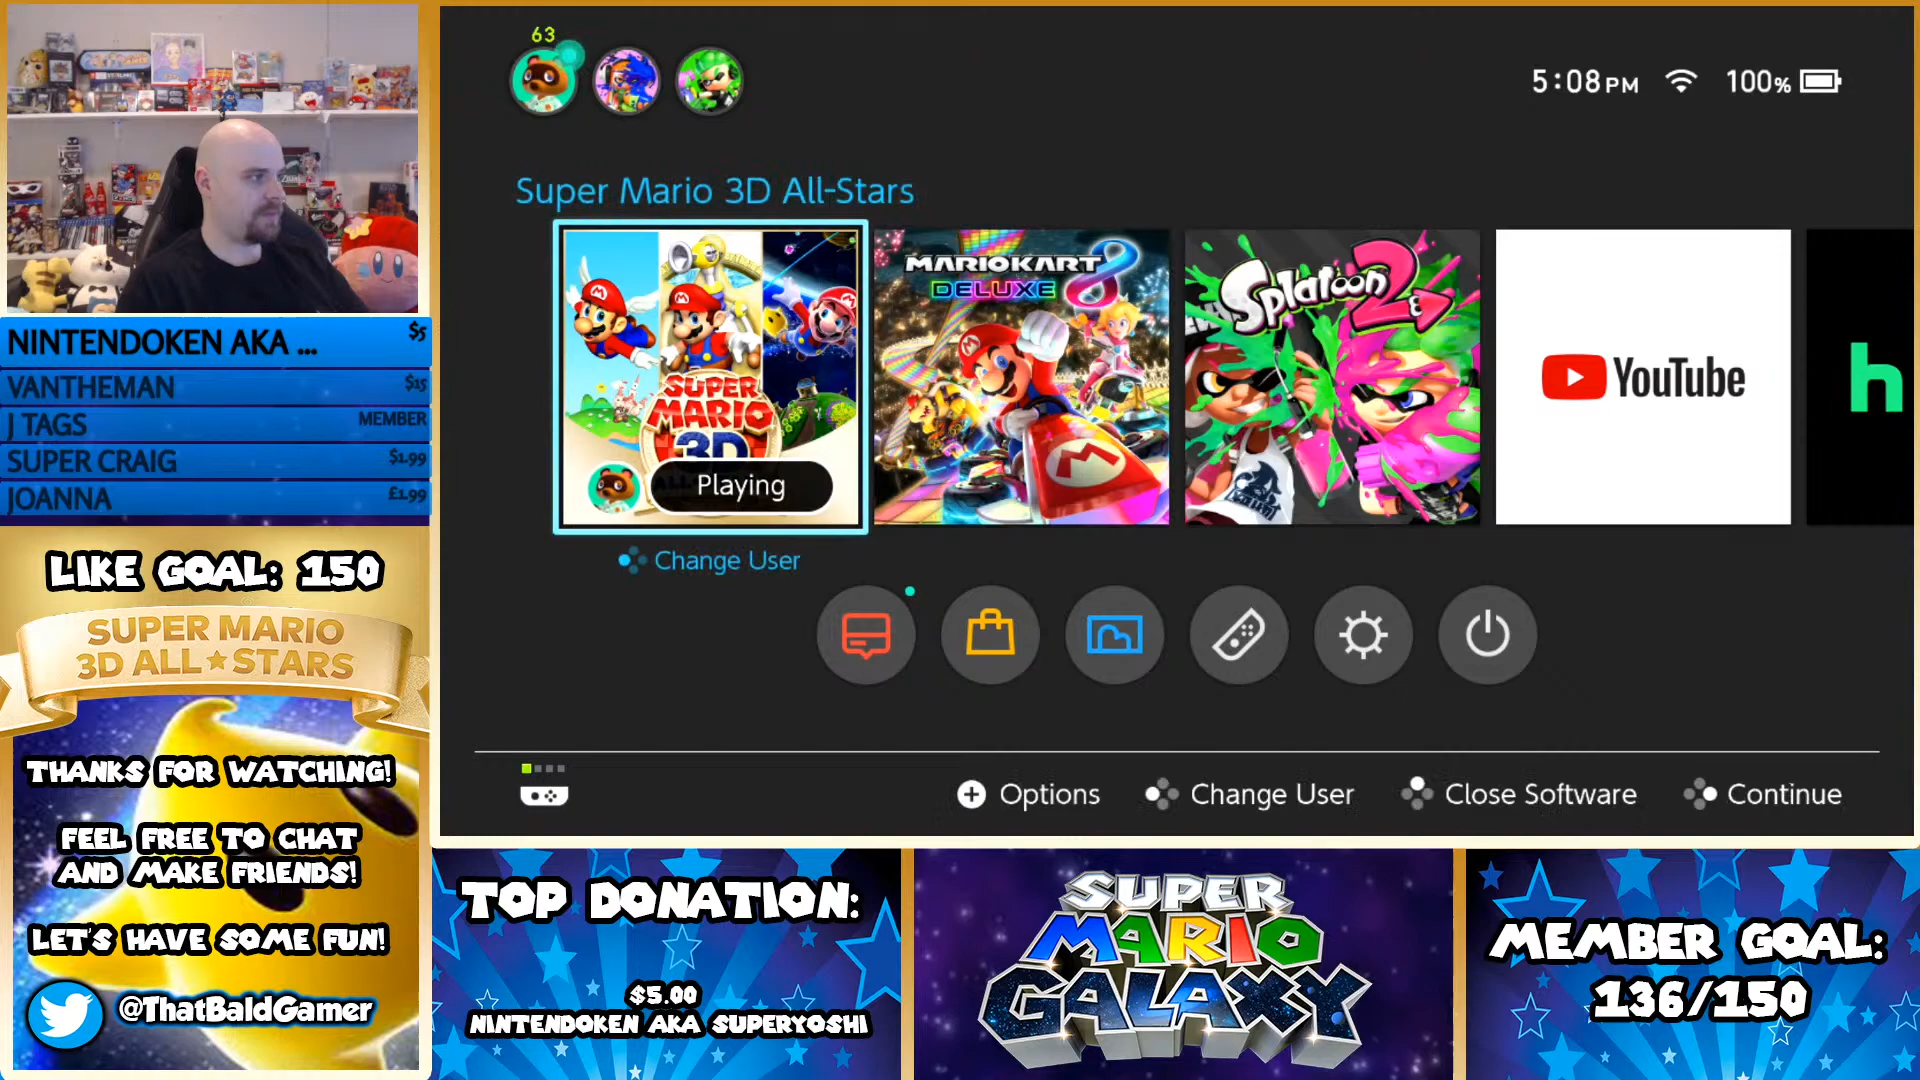 63
5:08 PM
100%
Super Mario 3D All-Stars
SUPER
MARIO
3D
Playing
MARIOKART 8
DELUXE
Splatoon 2
YouTube
h
Change User
Options
Change User
Close Software
Continue
NINTENDOKEN AKA ... $5
VANTHEMAN $15
J TAGS MEMBER
SUPER CRAIG $1.99
JOANNA £1.99
LIKE GOAL: 150
SUPER MARIO
3D ALL★STARS
THANKS FOR WATCHING!
FEEL FREE TO CHAT
AND MAKE FRIENDS!
LET'S HAVE SOME FUN!
@ThatBaldGamer
TOP DONATION:
$5.00
NINTENDOKEN AKA SUPERYOSHI
SUPER
MARIO
GALAXY
MEMBER GOAL:
136/150